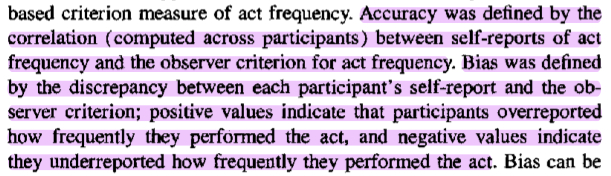 based criterion measure of act frequency. Accuracy was defined by the
correlation (computed across participants) between self-reports of act
frequency and the observer criterion for act frequency. Bias was defined
by the discrepancy between each participant's self-report and the ob-
server criterion; positive values indicate that participants overreported
how frequently they performed the act, and negative values indicate
they underreported how frequently they performed the act. Bias can be